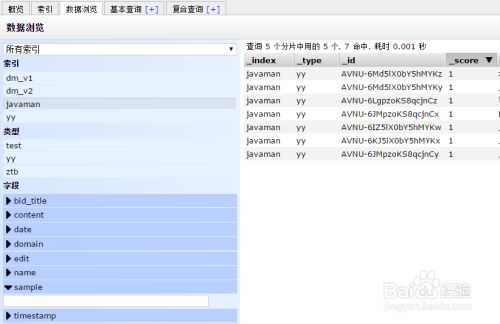 概览 索引 数据浏览 基本查询 [+] 复合查询 [+]
数据浏览
所有索引
索引
dm_v1
dm_v2
javaman
yy
类型
test
yy
ztb
字段
bid_title
content
date
domain
edit
name
sample
timestamp
查询 5 个分片中用的 5 个. 7 命中. 耗时 0.001 秒
_index _type _id _score
javaman yy AVNU-6Md5lX0bY5hMYKz 1
javaman yy AVNU-6Md5lX0bY5hMYKy 1
javaman yy AVNU-6LgpzoKS8qcjnCz 1
javaman yy AVNU-6JMpzoKS8qcjnCx 1
javaman yy AVNU-6IZ5lX0bY5hMYKw 1
javaman yy AVNU-6KJ5lX0bY5hMYKx 1
javaman yy AVNU-6JMpzoKS8qcjnCy 1
Baidu 经验
jingyan.baidu.com